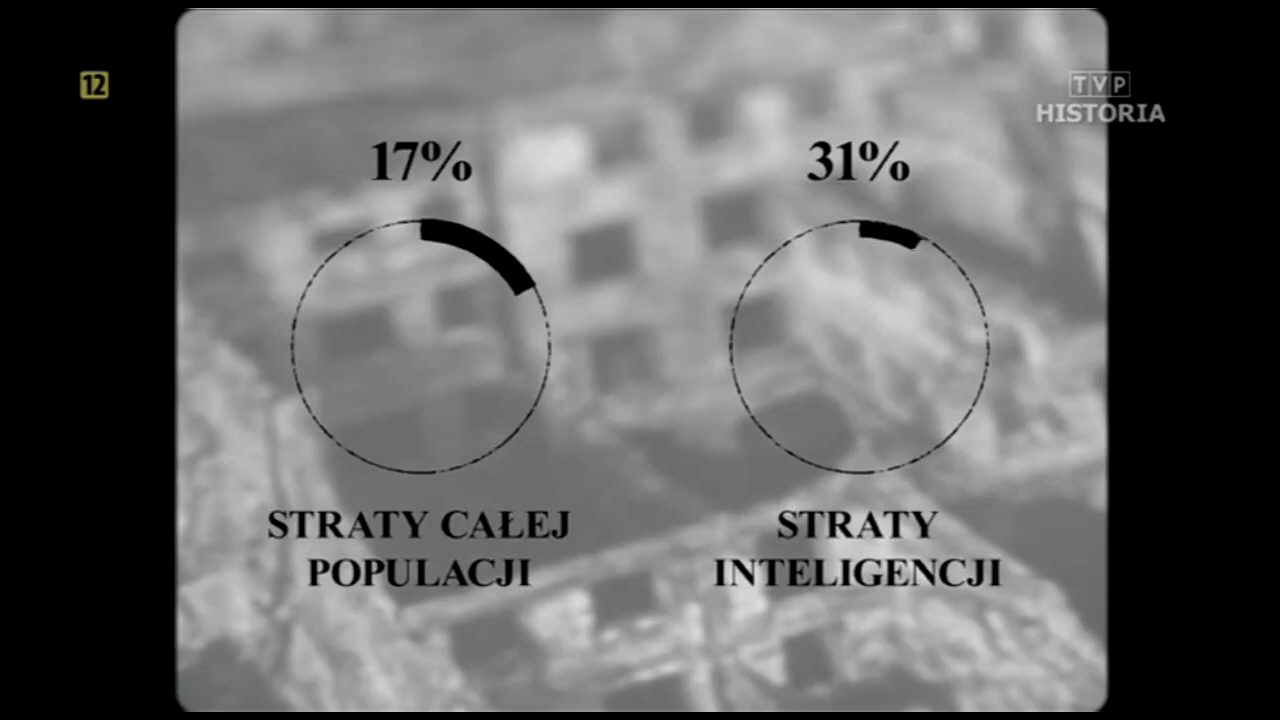 12
TVP
HISTORIA
17%
31%
STRATY CAŁEJ
POPULACJI
STRATY
INTELIGENCJI